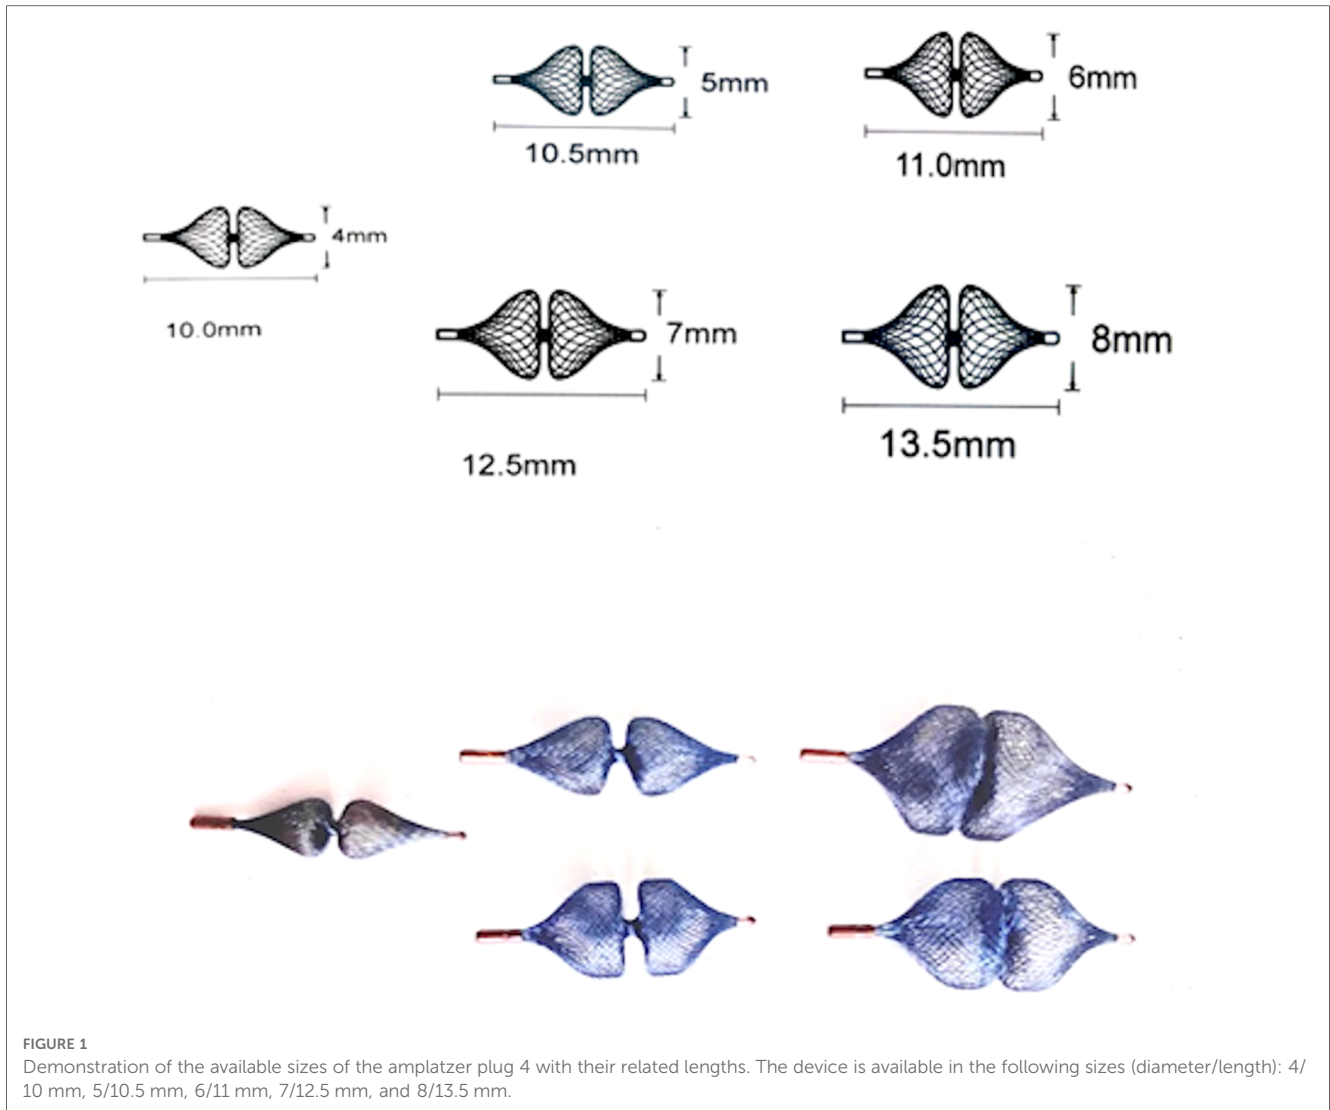 5mm
10.5mm
6mm
11.0mm
4mm
10.0mm
7mm
12.5mm
8mm
13.5mm
FIGURE 1
Demonstration of the available sizes of the amplatzer plug 4 with their related lengths. The device is available in the following sizes (diameter/length): 4/
10 mm, 5/10.5 mm, 6/11 mm, 7/12.5 mm, and 8/13.5 mm.